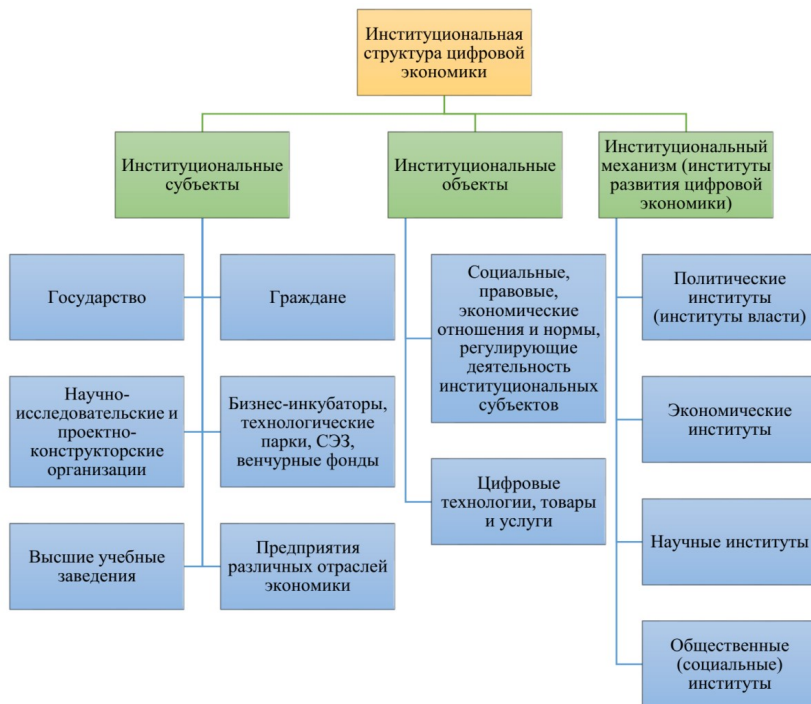 Институциональная
структура цифровой
экономики
Институциональные
субъекты
Институциональные
объекты
Институциональный
механизм (институты
развития цифровой
экономики)
Государство
Граждане
Научно-
исследовательские и
проектно-
конструкторские
организации
Бизнес-инкубаторы,
технологические
парки, СЭЗ,
венчурные фонды
Высшие учебные
заведения
Предприятия
различных отраслей
экономики
Социальные,
правовые,
экономические
отношения и нормы,
регулирующие
деятельность
институциональных
субъектов
Цифровые
технологии, товары
и услуги
Политические
институты
(институты власти)
Экономические
институты
Научные институты
Общественные
(социальные)
институты